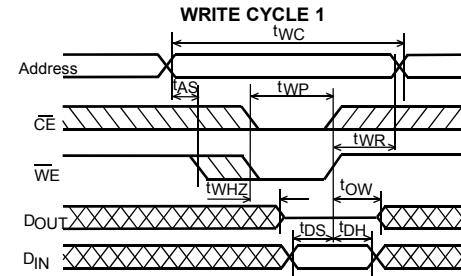 WRITE CYCLE 1
tWC
Address
tAS
tWP
CE
tWR
WE
tWHZ
tOW
DOUT
tDS
tDH
DIN